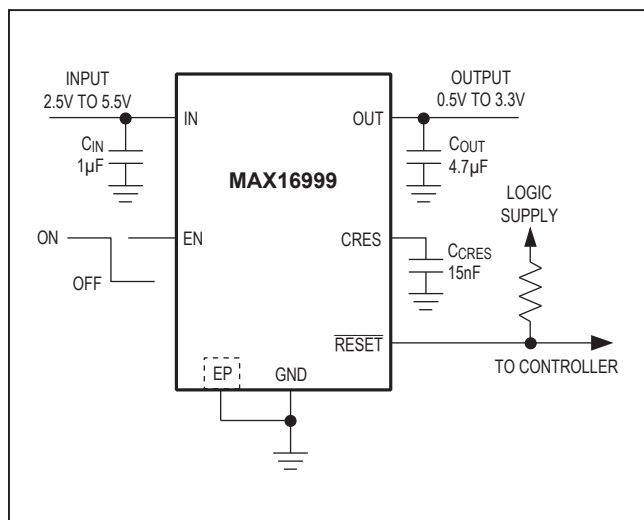 INPUT
2.5V TO 5.5V
OUTPUT
0.5V TO 3.3V
IN
OUT
CIN
1µF
COUT
4.7µF
MAX16999
LOGIC
SUPPLY
ON
EN
OFF
CRES
CCRES
15nF
RESET
TO CONTROLLER
EP
GND